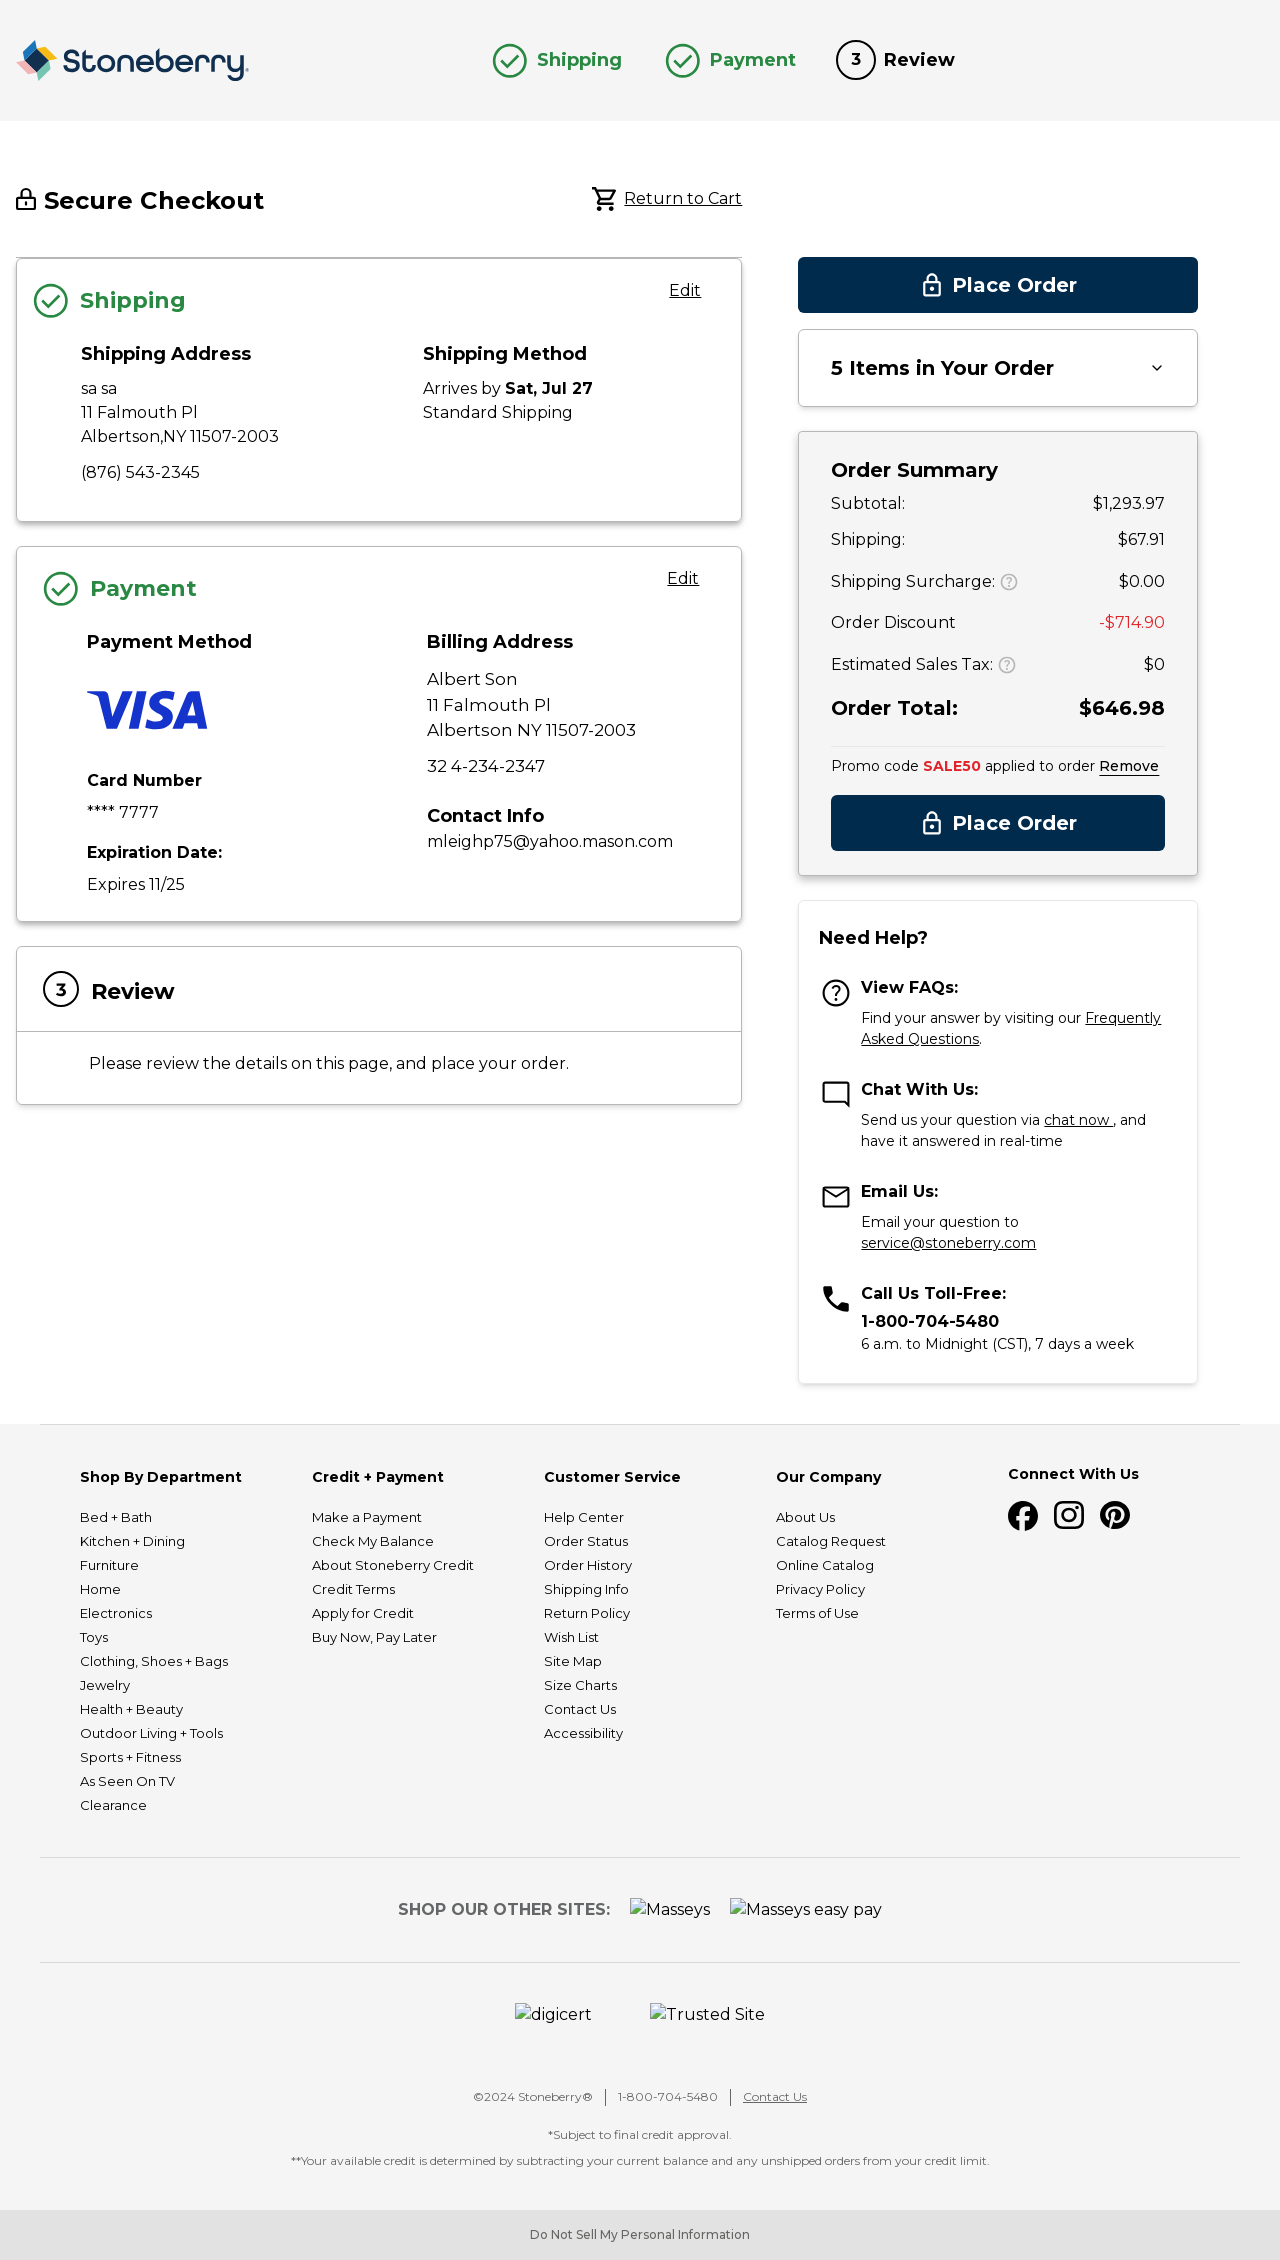 Stoneberry®
Shipping
Payment
3 Review
Secure Checkout
Return to Cart
Shipping
Edit
Shipping Address
sa sa
11 Falmouth Pl
Albertson,NY 11507-2003
(876) 543-2345
Shipping Method
Arrives by Sat, Jul 27
Standard Shipping
Payment
Edit
Payment Method
VISA
Card Number
**** 7777
Expiration Date:
Expires 11/25
Billing Address
Albert Son
11 Falmouth Pl
Albertson NY 11507-2003
32 4-234-2347
Contact Info
mleighp75@yahoo.mason.com
3 Review
Please review the details on this page, and place your order.
Place Order
5 Items in Your Order
Order Summary
Subtotal: $1,293.97
Shipping: $67.91
Shipping Surcharge: ? $0.00
Order Discount -$714.90
Estimated Sales Tax: ? $0
Order Total: $646.98
Promo code SALE50 applied to order Remove
Place Order
Need Help?
View FAQs:
Find your answer by visiting our Frequently
Asked Questions.
Chat With Us:
Send us your question via chat now , and
have it answered in real-time
Email Us:
Email your question to
service@stoneberry.com
Call Us Toll-Free:
1-800-704-5480
6 a.m. to Midnight (CST), 7 days a week
Shop By Department
Bed + Bath
Kitchen + Dining
Furniture
Home
Electronics
Toys
Clothing, Shoes + Bags
Jewelry
Health + Beauty
Outdoor Living + Tools
Sports + Fitness
As Seen On TV
Clearance
Credit + Payment
Make a Payment
Check My Balance
About Stoneberry Credit
Credit Terms
Apply for Credit
Buy Now, Pay Later
Customer Service
Help Center
Order Status
Order History
Shipping Info
Return Policy
Wish List
Site Map
Size Charts
Contact Us
Accessibility
Our Company
About Us
Catalog Request
Online Catalog
Privacy Policy
Terms of Use
Connect With Us
SHOP OUR OTHER SITES: Masseys Masseys easy pay
digicert Trusted Site
©2024 Stoneberry® | 1-800-704-5480 | Contact Us
*Subject to final credit approval.
**Your available credit is determined by subtracting your current balance and any unshipped orders from your credit limit.
Do Not Sell My Personal Information